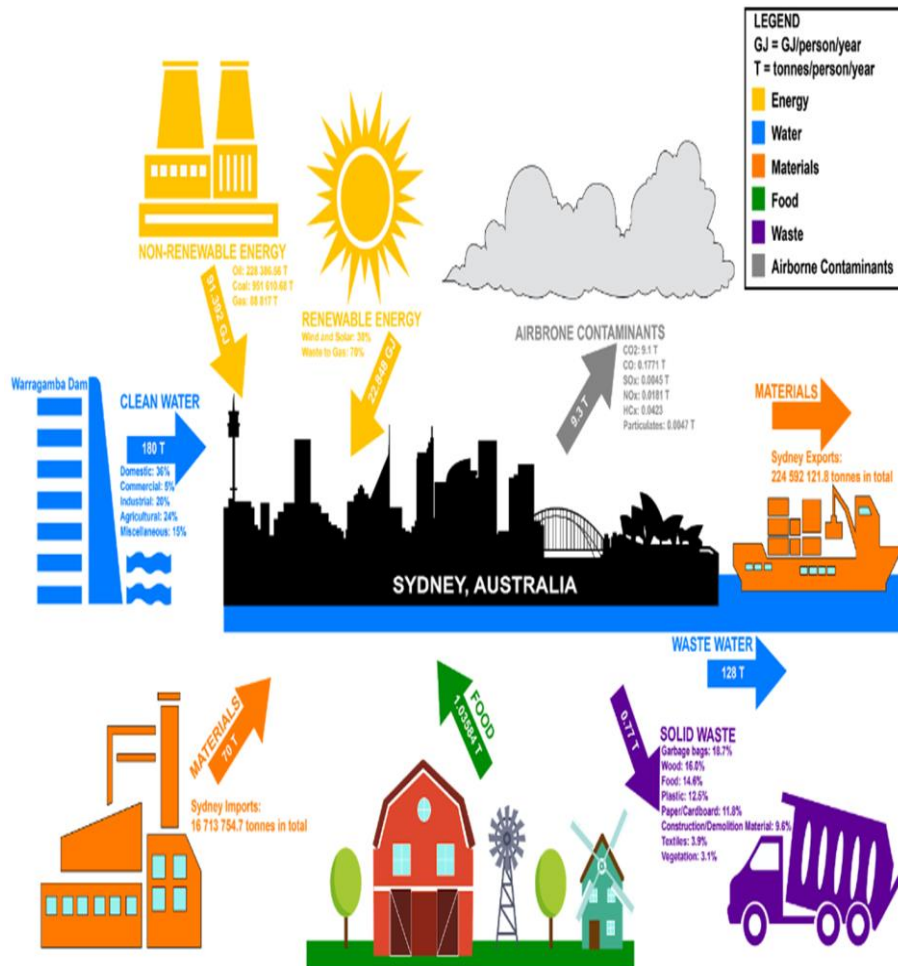 LEGEND
GJ = GJ/person/year
T = tonnes/person/year
Energy
Water
Materials
Food
Waste
Airborne Contaminants
NON-RENEWABLE ENERGY
Oil: 228 386.56 T
Coal: 951 610.68 T
Gas: 88 817 T
91.392 GJ
RENEWABLE ENERGY
Wind and Solar: 30%
Waste to Gas: 70%
22.848 GJ
AIRBRONE CONTAMINANTS
CO2: 9.1 T
CO: 0.1771 T
SOx: 0.0045 T
NOx: 0.0181 T
HCx: 0.0423
Particulates: 0.0047 T
9.3 T
Warragamba Dam
CLEAN WATER
180 T
Domestic: 36%
Commercial: 5%
Industrial: 20%
Agricultural: 24%
Miscellaneous: 15%
MATERIALS
Sydney Exports:
224 592 121.8 tonnes in total
SYDNEY, AUSTRALIA
WASTE WATER
128 T
MATERIALS
70 T
Sydney Imports:
16 713 754.7 tonnes in total
FOOD
1.03584 T
0.77 T
SOLID WASTE
Garbage bags: 18.7%
Wood: 16.0%
Food: 14.6%
Plastic: 12.5%
Paper/Cardboard: 11.8%
Construction/Demolition Material: 9.6%
Textiles: 3.9%
Vegetation: 3.1%